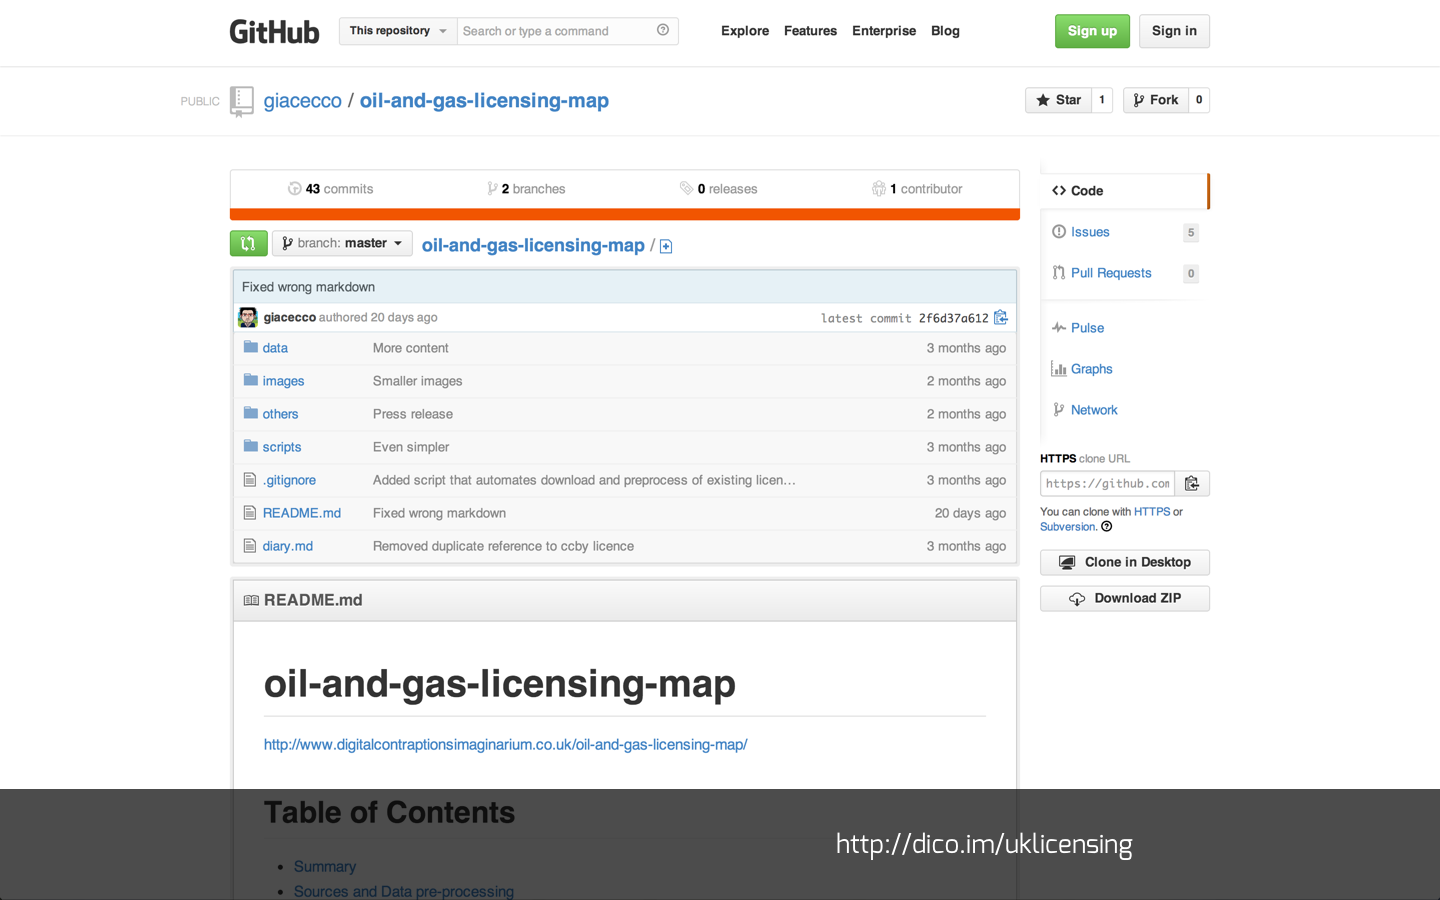 GitHub This repository Search or type a command Explore Features Enterprise Blog Sign up Sign in
PUBLIC giacecco / oil-and-gas-licensing-map Star 1 Fork 0
43 commits 2 branches 0 releases 1 contributor
branch: master oil-and-gas-licensing-map /
Fixed wrong markdown
giacecco authored 20 days ago latest commit 2f6d37a612
data More content 3 months ago
images Smaller images 2 months ago
others Press release 2 months ago
scripts Even simpler 3 months ago
.gitignore Added script that automates download and preprocess of existing licen… 3 months ago
README.md Fixed wrong markdown 20 days ago
diary.md Removed duplicate reference to ccby licence 3 months ago
Code
Issues 5
Pull Requests 0
Pulse
Graphs
Network
HTTPS clone URL
https://github.com
You can clone with HTTPS or
Subversion.
Clone in Desktop
Download ZIP
README.md
oil-and-gas-licensing-map
http://www.digitalcontraptionsimaginarium.co.uk/oil-and-gas-licensing-map/
Table of Contents
Summary
Sources and Data pre-processing
http://dico.im/uklicensing